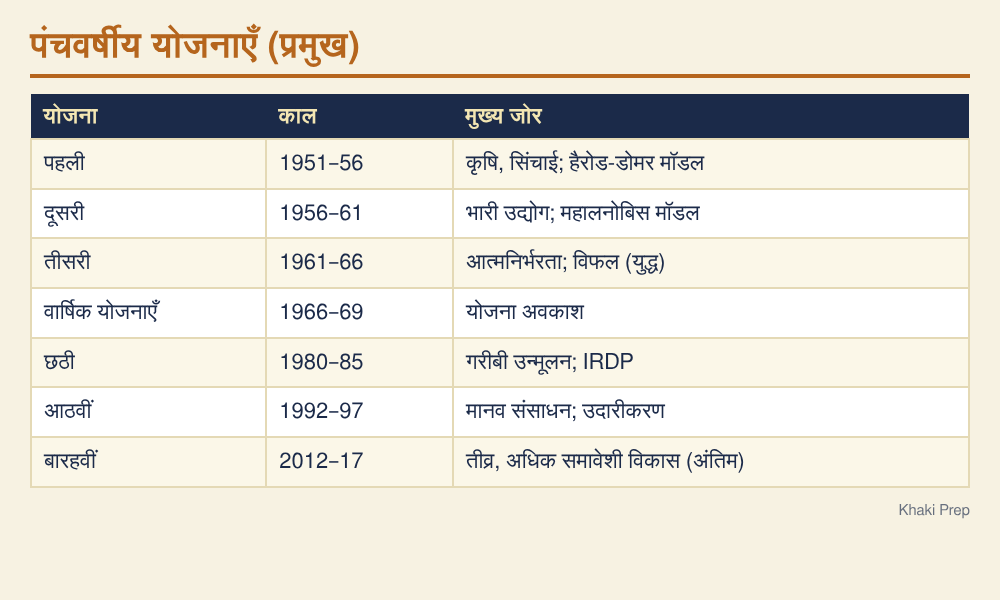 पंचवर्षीय योजनाएँ (प्रमुख)
योजना काल मुख्य जोर
पहली 1951–56 कृषि, सिंचाई; हैरोड-डोमर मॉडल
दूसरी 1956–61 भारी उद्योग; महालनोबिस मॉडल
तीसरी 1961–66 आत्मनिर्भरता; विफल (युद्ध)
वार्षिक योजनाएँ 1966–69 योजना अवकाश
छठी 1980–85 गरीबी उन्मूलन; IRDP
आठवीं 1992–97 मानव संसाधन; उदारीकरण
बारहवीं 2012–17 तीव्र, अधिक समावेशी विकास (अंतिम)
Khaki Prep